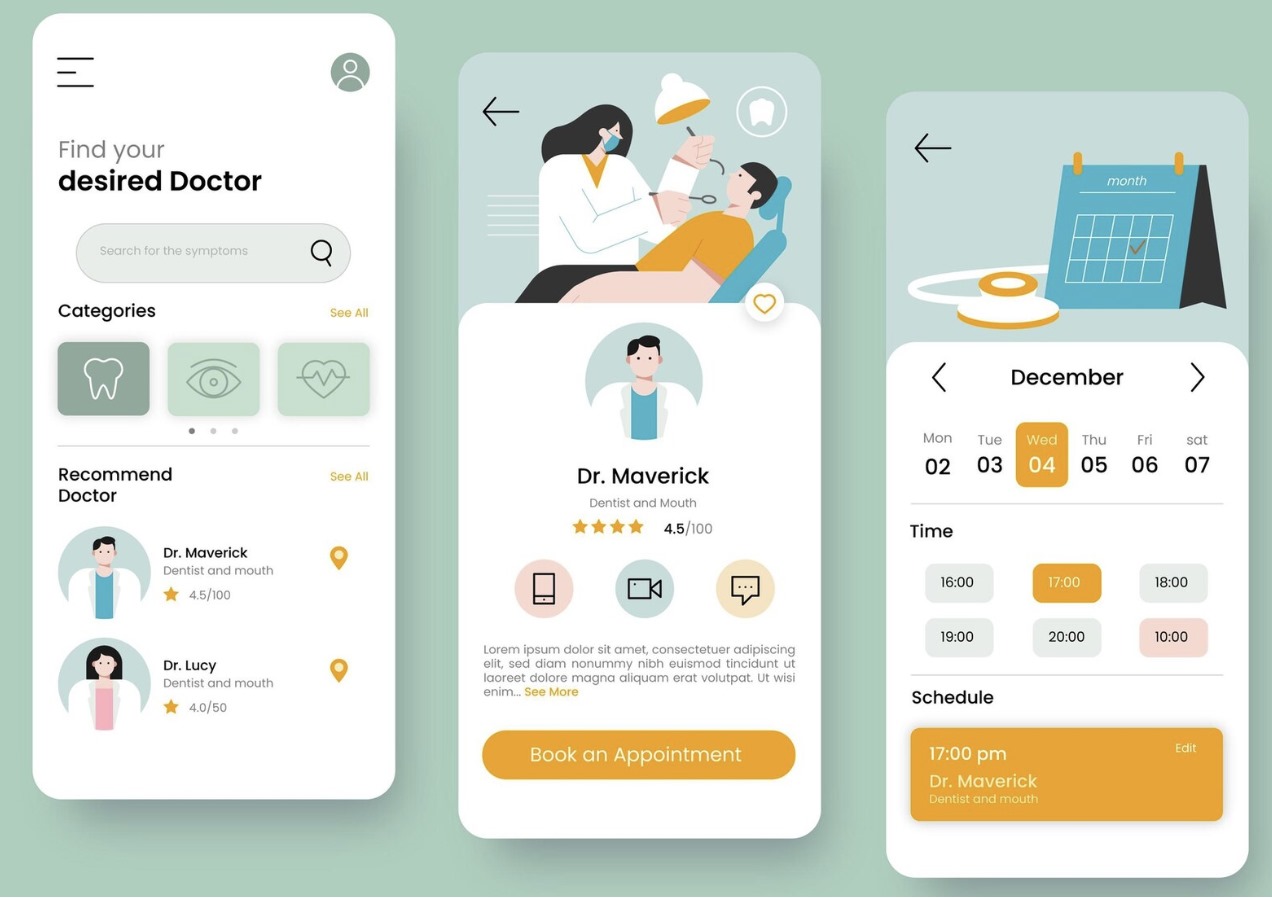 Find your
desired Doctor
Search for the symptoms
Categories
See All
Recommend
Doctor
See All
Dr. Maverick
Dentist and mouth
4.5/100
Dr. Lucy
Dentist and mouth
4.0/50
Dr. Maverick
Dentist and Mouth
4.5/100
Lorem ipsum dolor sit amet, consectetuer adipiscing
elit, sed diam nonummy nibh euismod tincidunt ut
laoreet dolore magna aliquam erat volutpat. Ut wisi
enim... See More
Book an Appointment
month
December
Mon Tue Wed Thu Fri sat
02 03 04 05 06 07
Time
16:00 17:00 18:00
19:00 20:00 10:00
Schedule
17:00 pm
Edit
Dr. Maverick
Dentist and mouth